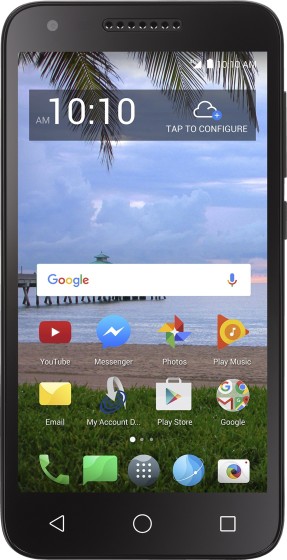 10:10 AM
AM 10:10
TAP TO CONFIGURE
Google
YouTube
Messenger
Photos
Play Music
Email
My Account D...
Play Store
Google